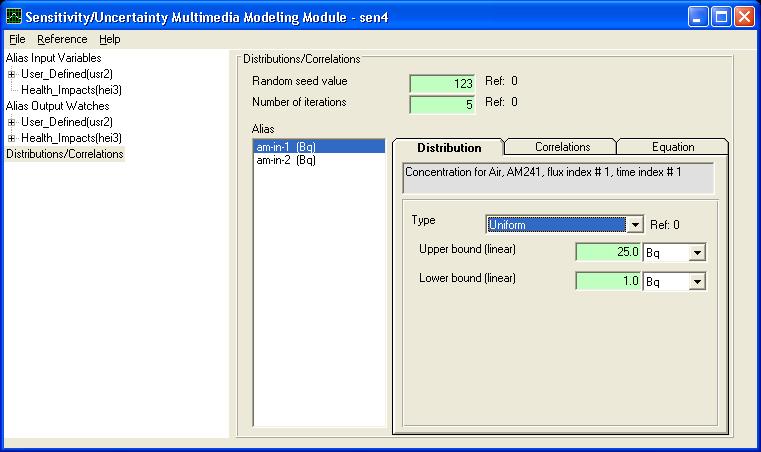 Sensitivity/Uncertainty Multimedia Modeling Module - sen4
File Reference Help
Alias Input Variables
User_Defined(usr2)
Health_Impacts(hei3)
Alias Output Watches
User_Defined(usr2)
Health_Impacts(hei3)
Distributions/Correlations
Distributions/Correlations
Random seed value 123 Ref: 0
Number of iterations 5 Ref: 0
Alias
am-in-1 (Bq)
am-in-2 (Bq)
Distribution Correlations Equation
Concentration for Air, AM241, flux index # 1, time index # 1
Type Uniform Ref: 0
Upper bound (linear) 25.0 Bq
Lower bound (linear) 1.0 Bq